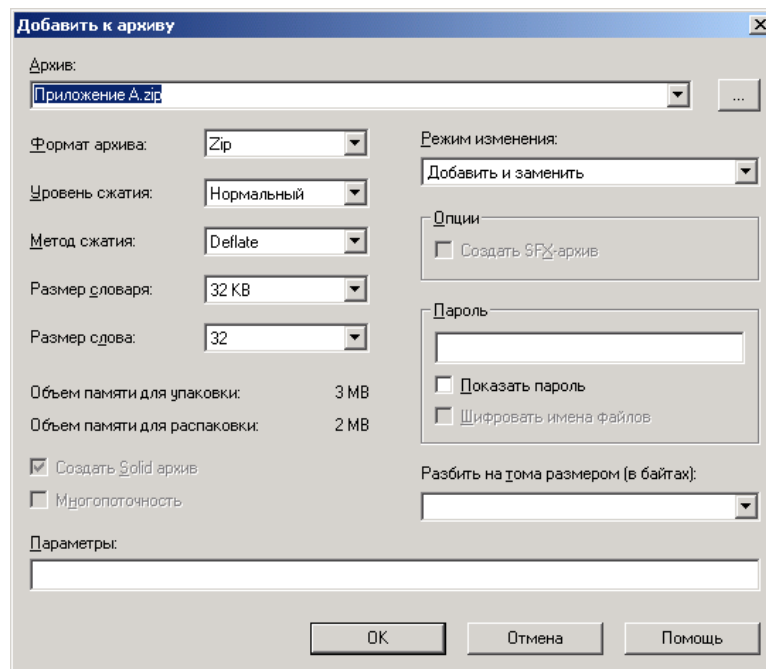 Добавить к архиву
Архив:
Приложение A.zip
...
Формат архива: Zip
Уровень сжатия: Нормальный
Метод сжатия: Deflate
Размер словаря: 32 KB
Размер слова: 32
Объем памяти для упаковки: 3 MB
Объем памяти для распаковки: 2 MB
Создать Solid архив
Многопоточность
Режим изменения:
Добавить и заменить
Опции
Создать SFX-архив
Пароль
Показать пароль
Шифровать имена файлов
Разбить на тома размером (в байтах):
Параметры:
OK Отмена Помощь